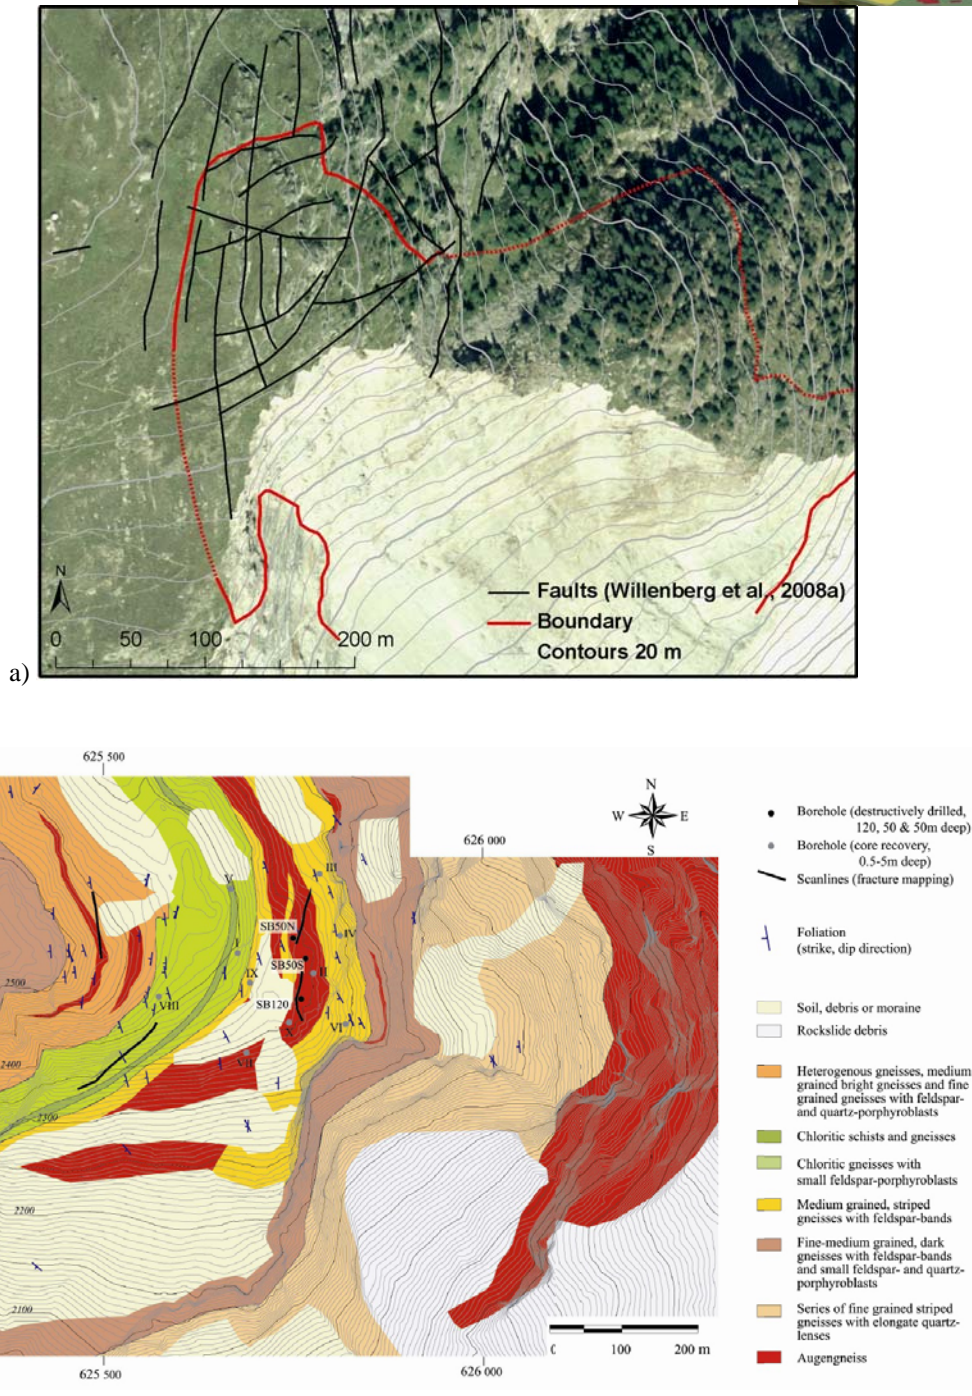 N
0 50 100 200 m
Faults (Willenberg et al., 2008a)
Boundary
Contours 20 m
a)
625 500
626 000
N
W E
S
Borehole (destructively drilled,
120, 50 & 50m deep)
Borehole (core recovery,
0.5-5m deep)
Scanlines (fracture mapping)
Foliation
(strike, dip direction)
Soil, debris or moraine
Rockslide debris
Heterogenous gneisses, medium
grained bright gneisses and fine
grained gneisses with feldspar-
and quartz-porphyroblasts
Chloritic schists and gneisses
Chloritic gneisses with
small feldspar-porphyroblasts
Medium grained, striped
gneisses with feldspar-bands
Fine-medium grained, dark
gneisses with feldspar-bands
and small feldspar- and quartz-
porphyroblasts
Series of fine grained striped
gneisses with elongate quartz-
lenses
Augengneiss
III
V
SB50N
IV
I
SB50S
II
IX
2500
SB120
VIII
X
VI
VII
2400
2300
2200
2100
0 100 200 m
625 500
626 000